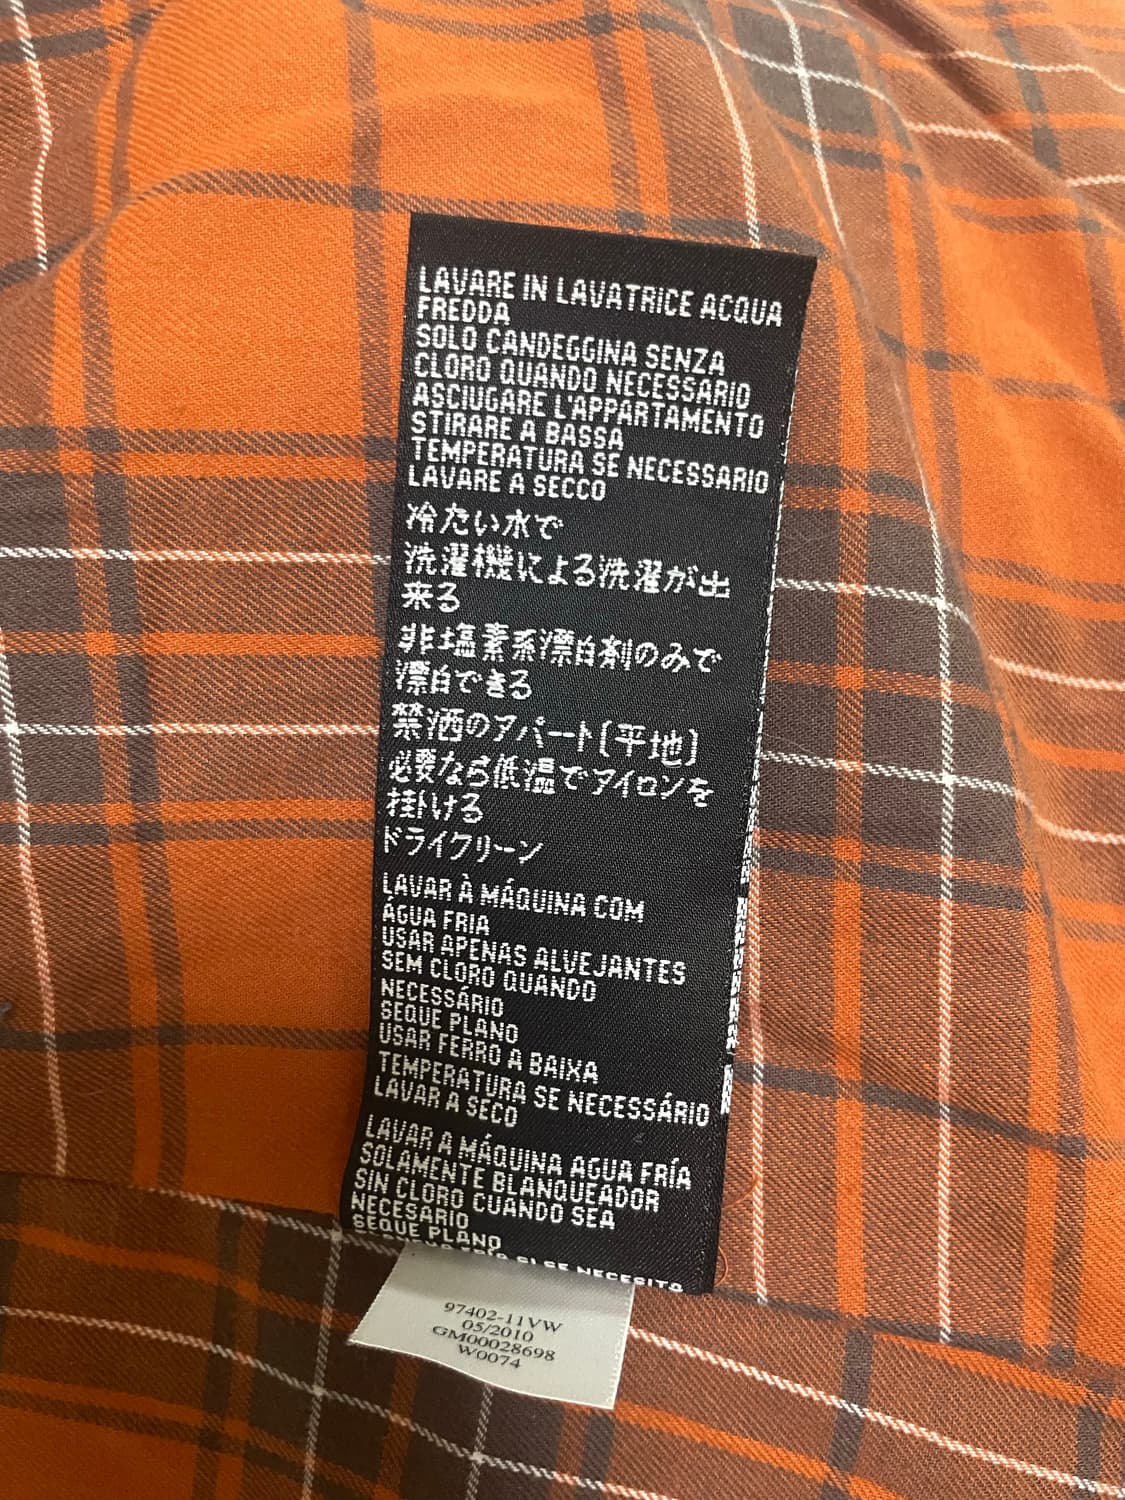 LAVARE IN LAVATRICE ACQUA
FREDDA
SOLO CANDEGGINA SENZA
CLORO QUANDO NECESSARIO
ASCIUGARE L'APPARTAMENTO
STIRARE A BASSA
TEMPERATURA SE NECESSARIO
LAVARE A SECCO
冷たい水で
洗濯機による洗濯が出
来る
非塩素系漂白剤のみで
漂白できる
禁酒のアパート[平地]
必要なら低温でアイロンを
掛ける
ドライクリーン
LAVAR À MÁQUINA COM
ÁGUA FRIA
USAR APENAS ALVEJANTES
SEM CLORO QUANDO
NECESSÁRIO
SEQUE PLANO
USAR FERRO A BAIXA
TEMPERATURA SE NECESSÁRIO
LAVAR A SECO
LAVAR A MÁQUINA AGUA FRÍA
SOLAMENTE BLANQUEADOR
SIN CLORO CUANDO SEA
NECESARIO
SEQUE PLANO
SI SE NECESITA
97402-11VW
05/2010
GM00028698
W0074